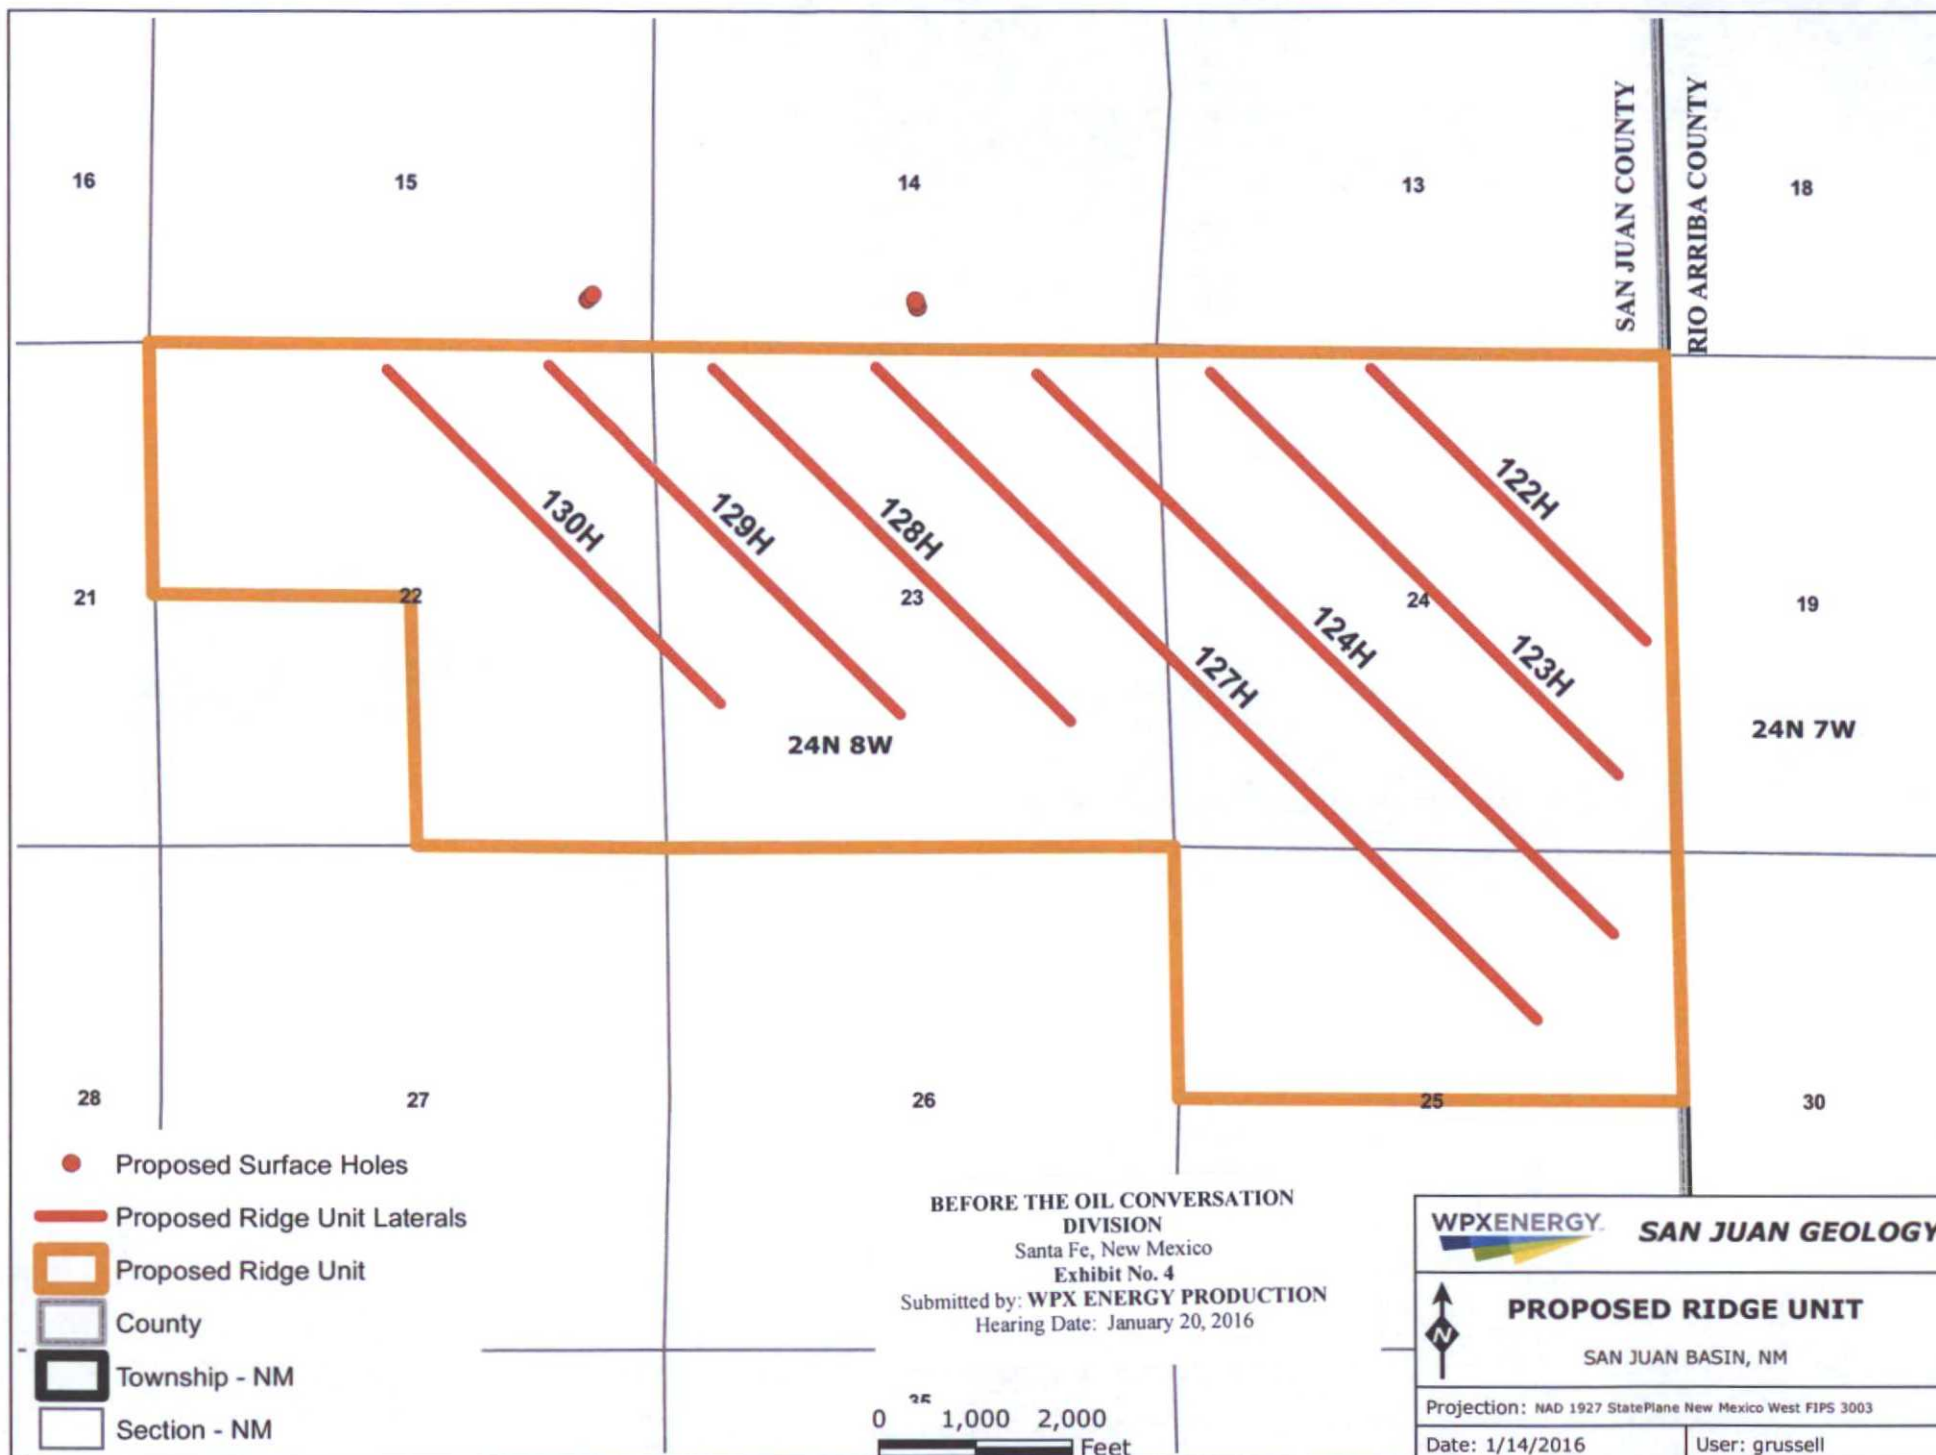 SAN JUAN COUNTY
RIO ARRIBA COUNTY
16
15
14
13
18
130H
129H
128H
127H
124H
123H
122H
21
22
23
24
19
24N 8W
24N 7W
28
27
26
25
30
Proposed Surface Holes
Proposed Ridge Unit Laterals
Proposed Ridge Unit
County
Township - NM
Section - NM
BEFORE THE OIL CONVERSATION
DIVISION
Santa Fe, New Mexico
Exhibit No. 4
Submitted by: WPX ENERGY PRODUCTION
Hearing Date: January 20, 2016
0 1,000 2,000
Feet
WPXENERGY.
SAN JUAN GEOLOGY
N
PROPOSED RIDGE UNIT
SAN JUAN BASIN, NM
Projection: NAD 1927 StatePlane New Mexico West FIPS 3003
Date: 1/14/2016
User: grussell